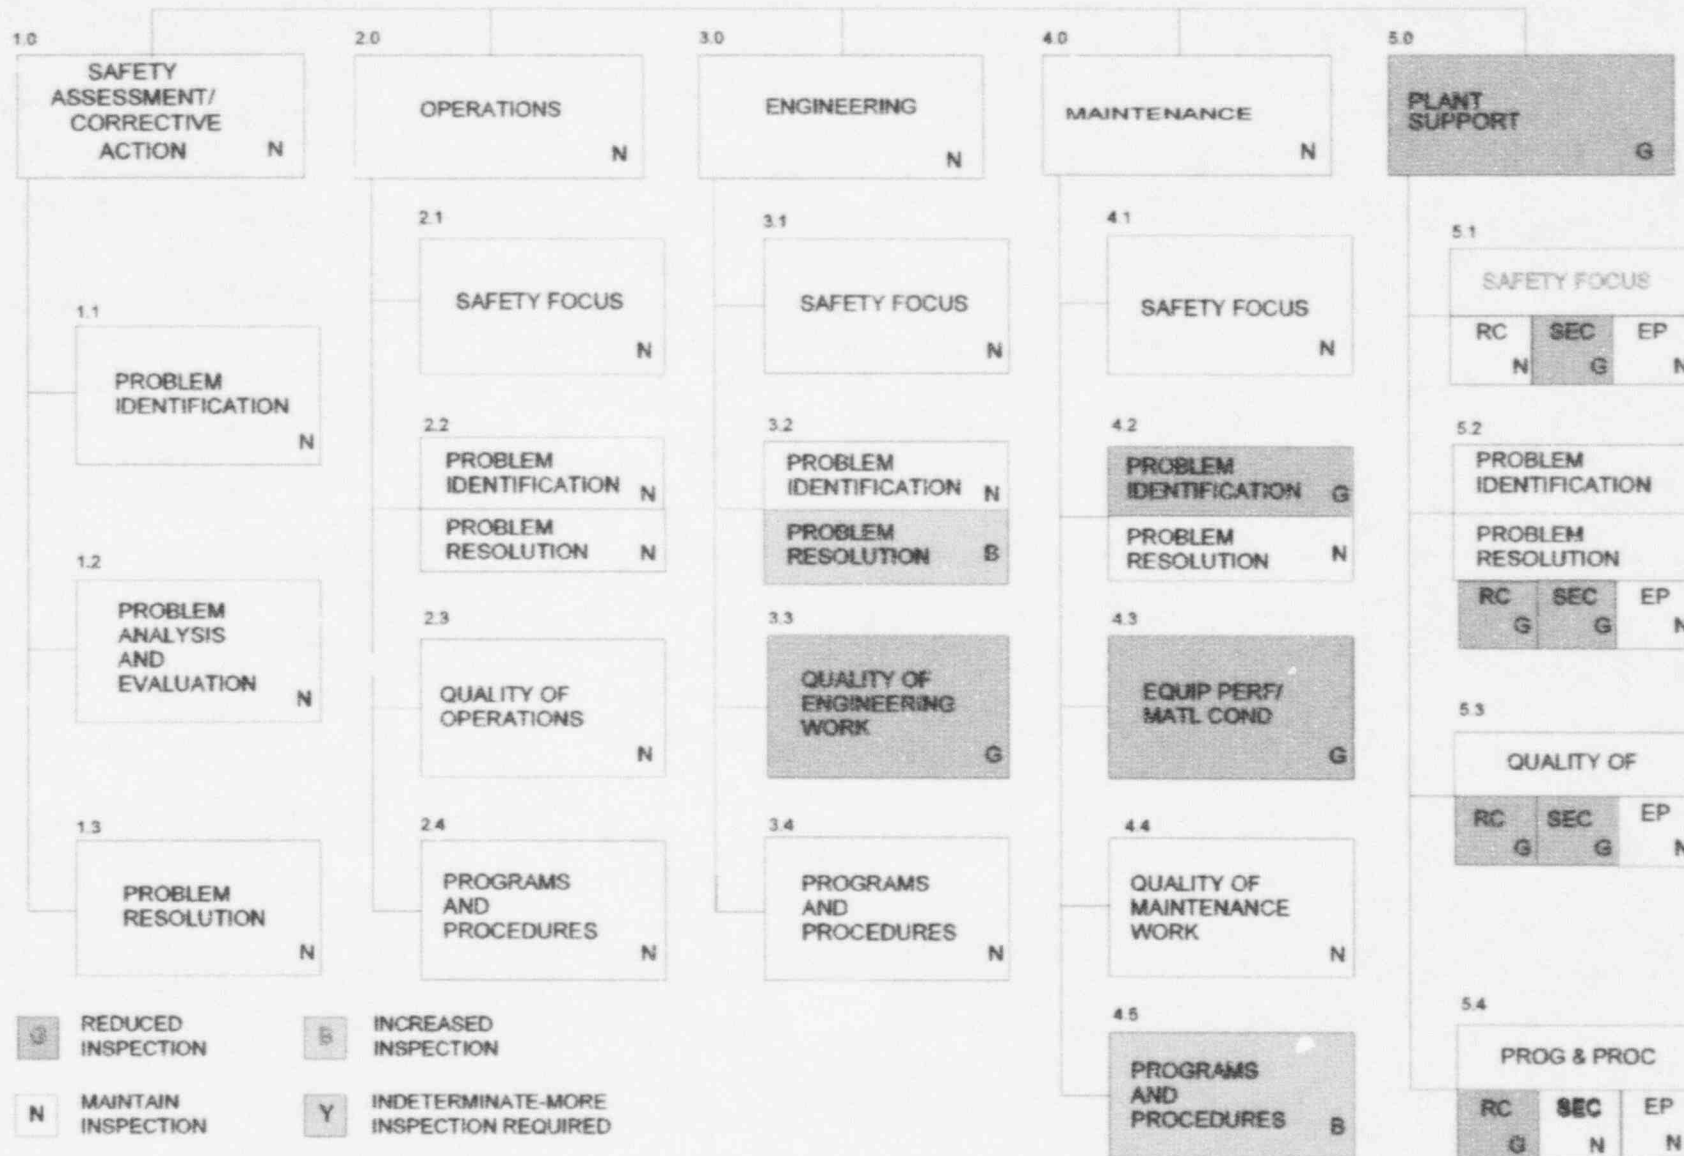 1.0
SAFETY
ASSESSMENT/
CORRECTIVE
ACTION N
2.0
OPERATIONS
N
3.0
ENGINEERING
N
4.0
MAINTENANCE
N
5.0
PLANT
SUPPORT
G
1.1
PROBLEM
IDENTIFICATION
N
1.2
PROBLEM
ANALYSIS
AND
EVALUATION N
1.3
PROBLEM
RESOLUTION
N
2.1
SAFETY FOCUS
N
2.2
PROBLEM
IDENTIFICATION N
PROBLEM
RESOLUTION N
2.3
QUALITY OF
OPERATIONS
N
2.4
PROGRAMS
AND
PROCEDURES N
3.1
SAFETY FOCUS
N
3.2
PROBLEM
IDENTIFICATION N
PROBLEM
RESOLUTION B
3.3
QUALITY OF
ENGINEERING
WORK
G
3.4
PROGRAMS
AND
PROCEDURES N
4.1
SAFETY FOCUS
N
4.2
PROBLEM
IDENTIFICATION G
PROBLEM
RESOLUTION N
4.3
EQUIP PERF/
MATL COND
G
4.4
QUALITY OF
MAINTENANCE
WORK
N
4.5
PROGRAMS
AND
PROCEDURES B
5.1
SAFETY FOCUS
RC SEC EP
N G N
5.2
PROBLEM
IDENTIFICATION
PROBLEM
RESOLUTION
RC SEC EP
G G N
5.3
QUALITY OF
RC SEC EP
G G N
5.4
PROG & PROC
RC SEC EP
G N N
G REDUCED
INSPECTION
B INCREASED
INSPECTION
N MAINTAIN
INSPECTION
Y INDETERMINATE-MORE
INSPECTION REQUIRED